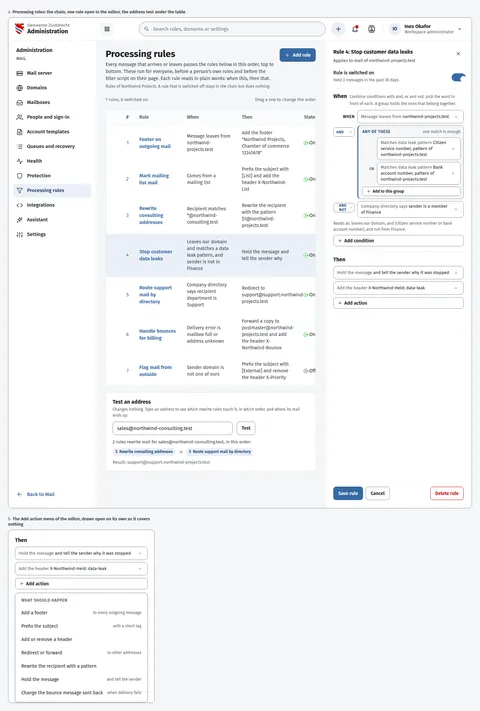 a Processing rules: the chain, one rule open in the editor, the address test under the table
Gemeente Zuiddrecht
Administration
Search rules, domains or settings
IO
Ines Okafor
Workspace administrator
Administration
MAIL
Mail server
Domains
Mailboxes
People and sign-in
Account templates
Queues and recovery
Health
Protection
Processing rules
Integrations
Assistant
Settings
Back to Mail
Processing rules
Add rule
Every message that arrives or leaves passes the rules below in this order, top to bottom. These run for everyone, before a person's own rules and before the filter script on their page. Each rule reads in plain words: when this, then that.
Rules of Northwind Projects. A rule that is switched off stays in the chain but does nothing.
7 rules, 6 switched on
Drag a row to change the order
# Rule When Then State
1 Footer on outgoing mail Message leaves from northwind-projects.test Add the footer "Northwind Projects, Chamber of commerce 12345678" On
2 Mark mailing list mail Comes from a mailing list Prefix the subject with [List] and add the header X-Northwind-List On
3 Rewrite consulting addresses Recipient matches *@northwind-consulting.test Rewrite the recipient with the pattern $1@northwind-projects.test On
4 Stop customer data leaks Leaves our domain and matches a data leak pattern, and sender is not in Finance Hold the message and tell the sender why On
5 Route support mail by directory Company directory says recipient department is Support Redirect to support@support.northwind-projects.test On
6 Handle bounces for billing Delivery error is mailbox full or address unknown Forward a copy to postmaster@northwind-projects.test and add the header X-Northwind-Bounce On
7 Flag mail from outside Sender domain is not one of ours Prefix the subject with [External] and remove the header X-Priority Off
Test an address
Changes nothing. Type an address to see which rewrite rules touch it, in which order, and where its mail ends up.
sales@northwind-consulting.test
Test
2 rules rewrite mail for sales@northwind-consulting.test, in this order:
3 Rewrite consulting addresses
5 Route support mail by directory
Result: support@support.northwind-projects.test
Rule 4: Stop customer data leaks
Applies to mail of northwind-projects.test
Rule is switched on
Held 3 messages in the past 30 days.
When
Combine conditions with and, or and not; pick the word in front of each. A group holds the ones that belong together.
WHEN
Message leaves from northwind-projects.test
AND
ANY OF THESE
one match is enough
Matches data leak pattern Citizen service number, pattern of northwind-projects.test
OR
Matches data leak pattern Bank account number, pattern of northwind-projects.test
Add to this group
AND NOT
Company directory says sender is a member of Finance
Reads as: leaves our domain, and (citizen service number or bank account number), and not from Finance.
Add condition
Then
Hold the message and tell the sender why it was stopped
Add the header X-Northwind-Held: data-leak
Add action
Save rule
Cancel
Delete rule
The Add action menu of the editor, drawn open on its own so it covers nothing
Then
Hold the message and tell the sender why it was stopped
Add the header X-Northwind-Held: data-leak
Add action
WHAT SHOULD HAPPEN
Add a footer to every outgoing message
Prefix the subject with a short tag
Add or remove a header
Redirect or forward to other addresses
Rewrite the recipient with a pattern
Hold the message and tell the sender
Change the bounce message sent back when delivery fails